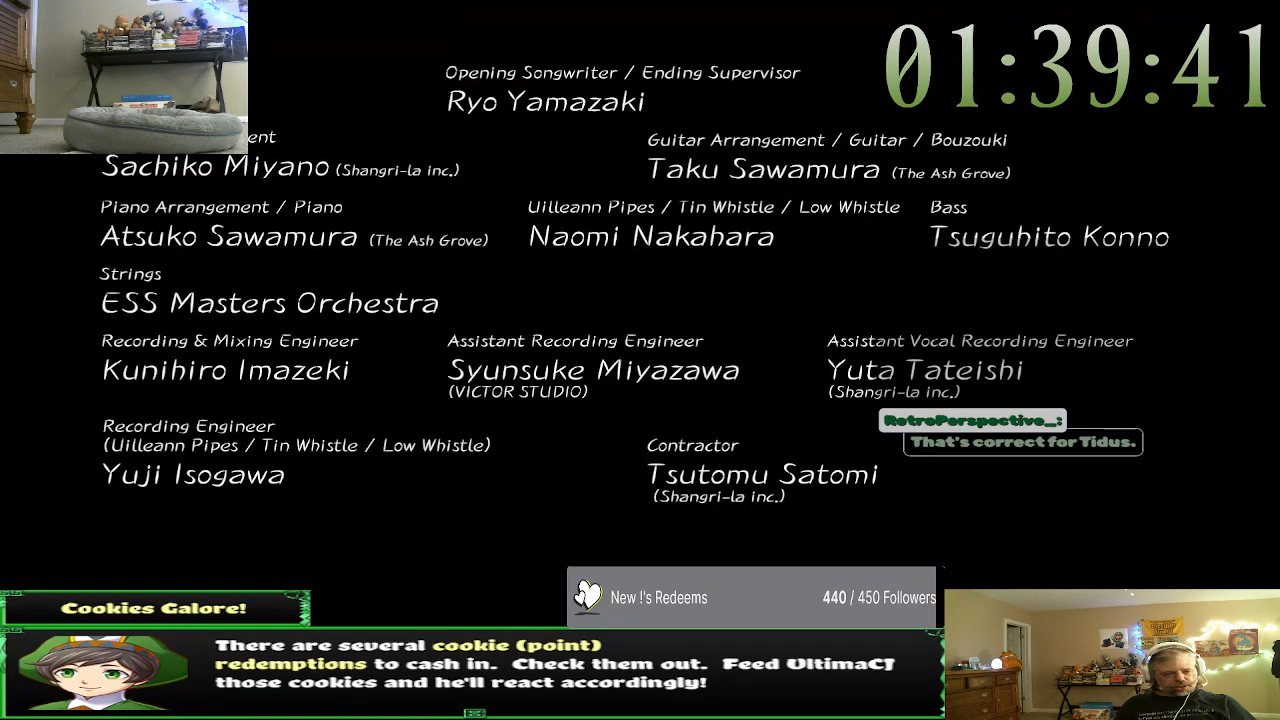 01:39:41
Opening Songwriter / Ending Supervisor
Ryo Yamazaki
ent
Sachiko Miyano (Shangri-la inc.)
Guitar Arrangement / Guitar / Bouzouki
Taku Sawamura (The Ash Grove)
Piano Arrangement / Piano
Atsuko Sawamura (The Ash Grove)
Uilleann Pipes / Tin Whistle / Low Whistle
Naomi Nakahara
Bass
Tsuguhito Konno
Strings
ESS Masters Orchestra
Recording & Mixing Engineer
Kunihiro Imazeki
Assistant Recording Engineer
Syunsuke Miyazawa
(VICTOR STUDIO)
Assistant Vocal Recording Engineer
Yuta Tateishi
(Shangri-la inc.)
Recording Engineer
(Uilleann Pipes / Tin Whistle / Low Whistle)
Yuji Isogawa
Contractor
Tsutomu Satomi
(Shangri-la inc.)
RetroPerspective_:
That's correct for Tidus.
New !'s Redeems
440 / 450 Followers
Cookies Galore!
There are several cookie (point)
redemptions to cash in. Check them out. Feed UltimaCJ
those cookies and he'll react accordingly!